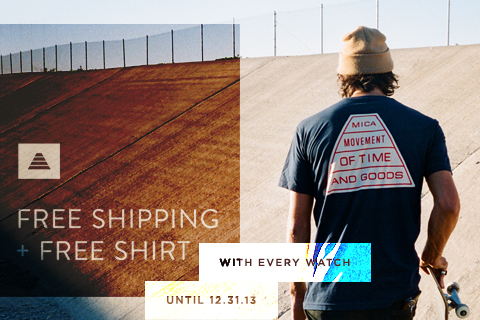 FREE SHIPPING
+ FREE SHIRT
WITH EVERY WATCH
UNTIL 12.31.13
MICA
MOVEMENT
OF TIME
AND GOODS